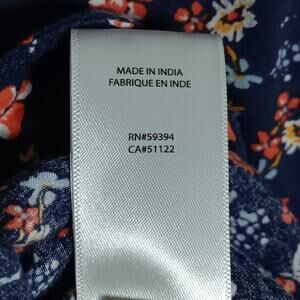 MADE IN INDIA
FABRIQUE EN INDE
RN#59394
CA#51122